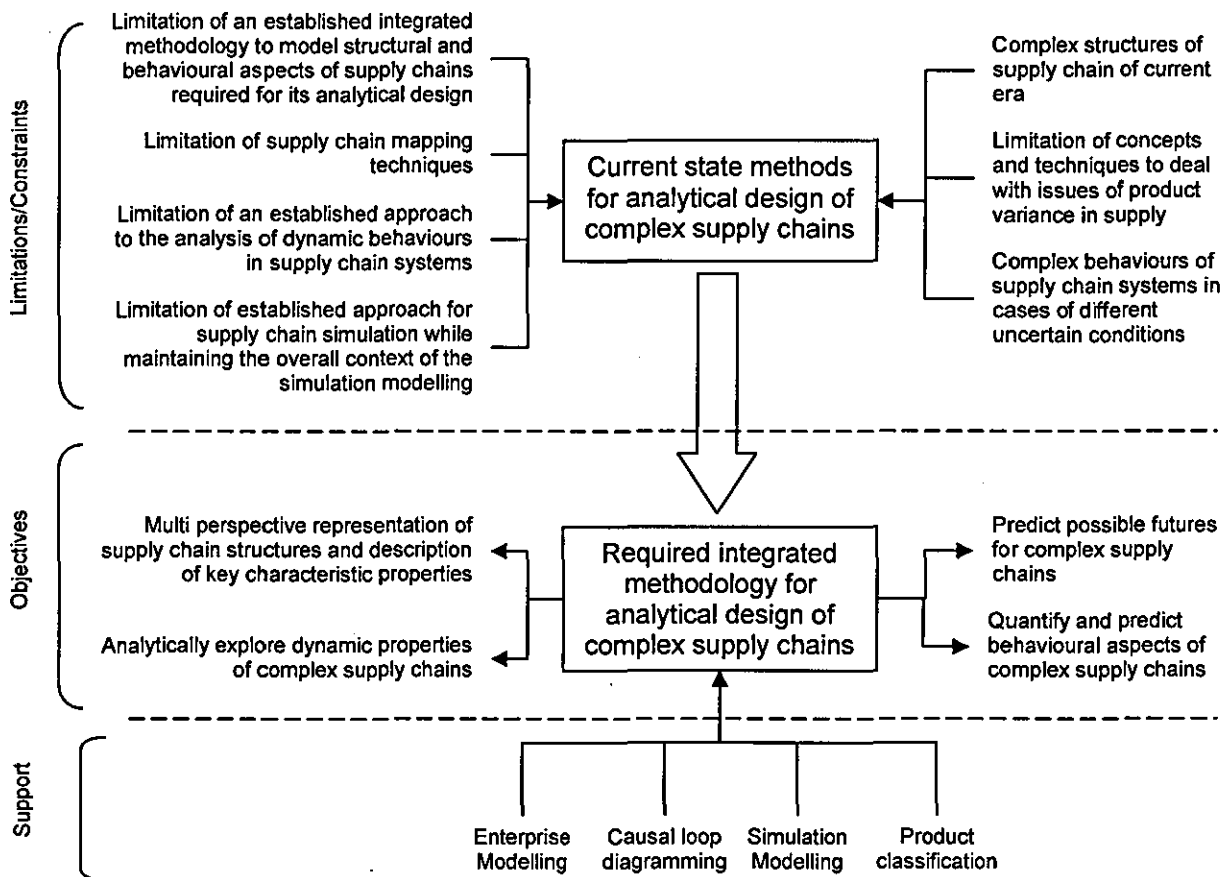 Limitations/Constraints
Limitation of an established integrated
methodology to model structural and
behavioural aspects of supply chains
required for its analytical design
Limitation of supply chain mapping
techniques
Limitation of an established approach
to the analysis of dynamic behaviours
in supply chain systems
Limitation of established approach for
supply chain simulation while
maintaining the overall context of the
simulation modelling
Current state methods
for analytical design of
complex supply chains
Complex structures of
supply chain of current
era
Limitation of concepts
and techniques to deal
with issues of product
variance in supply
Complex behaviours of
supply chain systems in
cases of different
uncertain conditions
Objectives
Multi perspective representation of
supply chain structures and description
of key characteristic properties
Analytically explore dynamic properties
of complex supply chains
Required integrated
methodology for
analytical design of
complex supply chains
Predict possible futures
for complex supply
chains
Quantify and predict
behavioural aspects of
complex supply chains
Support
Enterprise
Modelling
Causal loop
diagramming
Simulation
Modelling
Product
classification